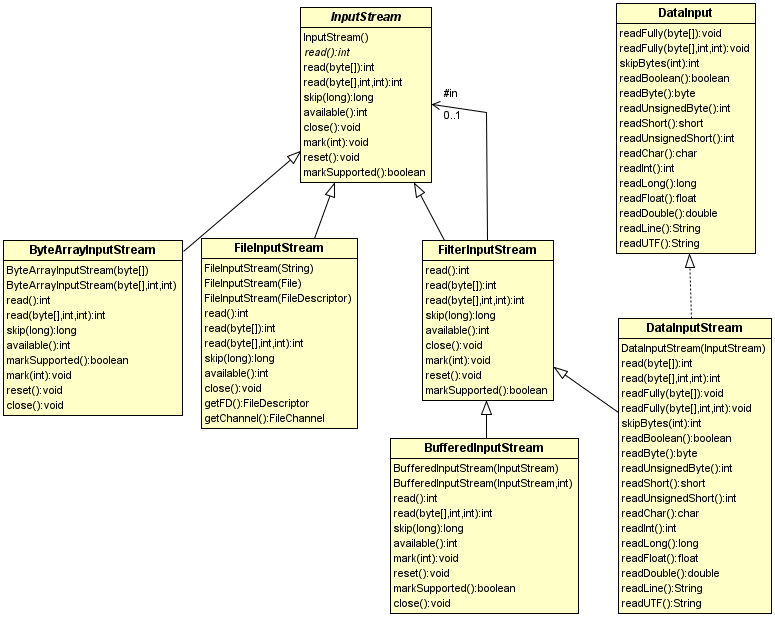 InputStream
InputStream()
read():int
read(byte[]):int
read(byte[],int,int):int
skip(long):long
available():int
close():void
mark(int):void
reset():void
markSupported():boolean
#in
0..1
DataInput
readFully(byte[]):void
readFully(byte[],int,int):void
skipBytes(int):int
readBoolean():boolean
readByte():byte
readUnsignedByte():int
readShort():short
readUnsignedShort():int
readChar():char
readInt():int
readLong():long
readFloat():float
readDouble():double
readLine():String
readUTF():String
ByteArrayInputStream
ByteArrayInputStream(byte[])
ByteArrayInputStream(byte[],int,int)
read():int
read(byte[],int,int):int
skip(long):long
available():int
markSupported():boolean
mark(int):void
reset():void
close():void
FileInputStream
FileInputStream(String)
FileInputStream(File)
FileInputStream(FileDescriptor)
read():int
read(byte[]):int
read(byte[],int,int):int
skip(long):long
available():int
close():void
getFD():FileDescriptor
getChannel():FileChannel
FilterInputStream
read():int
read(byte[]):int
read(byte[],int,int):int
skip(long):long
available():int
close():void
mark(int):void
reset():void
markSupported():boolean
DataInputStream
DataInputStream(InputStream)
read(byte[]):int
read(byte[],int,int):int
readFully(byte[]):void
readFully(byte[],int,int):void
skipBytes(int):int
readBoolean():boolean
readByte():byte
readUnsignedByte():int
readShort():short
readUnsignedShort():int
readChar():char
readInt():int
readLong():long
readFloat():float
readDouble():double
readLine():String
readUTF():String
BufferedInputStream
BufferedInputStream(InputStream)
BufferedInputStream(InputStream,int)
read():int
read(byte[],int,int):int
skip(long):long
available():int
mark(int):void
reset():void
markSupported():boolean
close():void